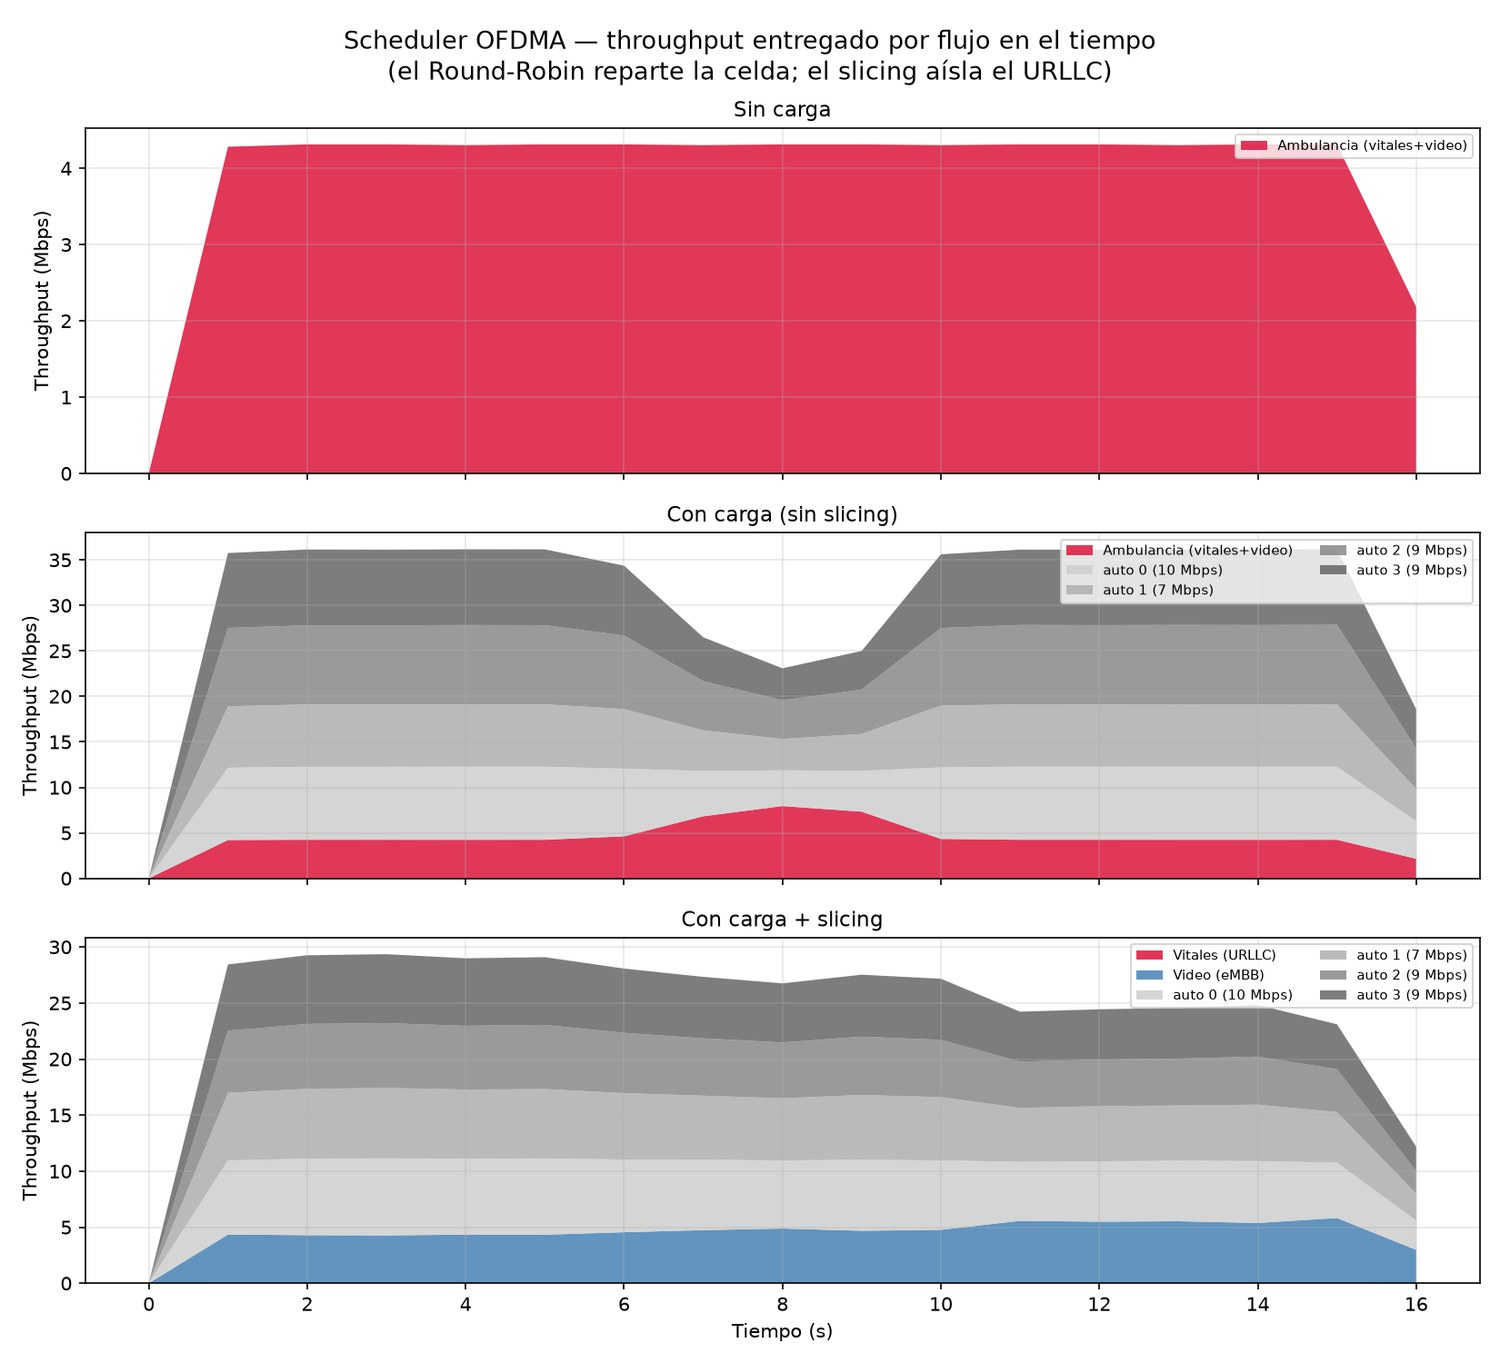 Scheduler OFDMA — throughput entregado por flujo en el tiempo
(el Round-Robin reparte la celda; el slicing aísla el URLLC)
Sin carga
Ambulancia (vitales+video)
Throughput (Mbps)
4
3
2
1
0
Con carga (sin slicing)
Ambulancia (vitales+video)
auto 0 (10 Mbps)
auto 1 (7 Mbps)
auto 2 (9 Mbps)
auto 3 (9 Mbps)
Throughput (Mbps)
35
30
25
20
15
10
5
0
Con carga + slicing
Vitales (URLLC)
Video (eMBB)
auto 0 (10 Mbps)
auto 1 (7 Mbps)
auto 2 (9 Mbps)
auto 3 (9 Mbps)
Throughput (Mbps)
30
25
20
15
10
5
0
0 2 4 6 8 10 12 14 16
Tiempo (s)